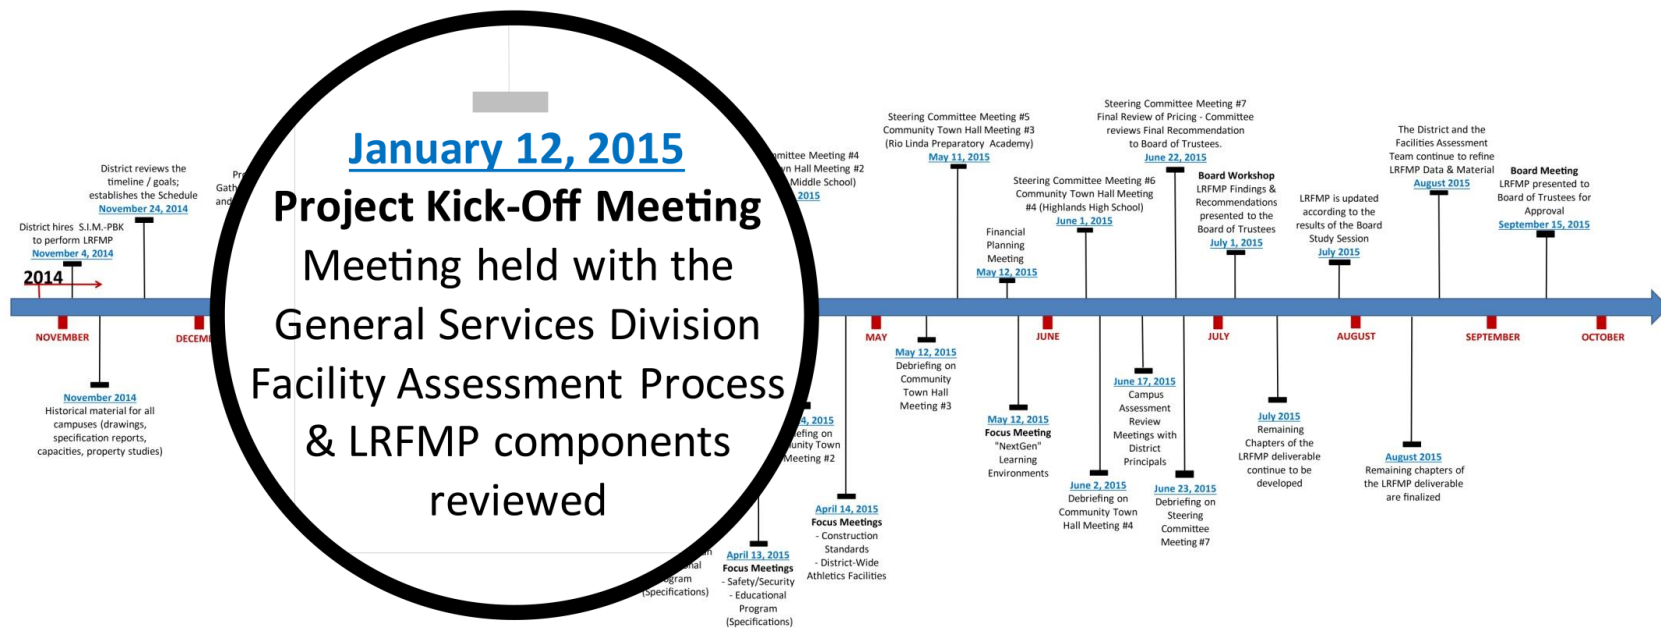 January 12, 2015
Project Kick-Off Meeting
Meeting held with the
General Services Division
Facility Assessment Process
& LRFMP components
reviewed
District reviews the
timeline / goals;
establishes the Schedule
November 24, 2014
District hires S.I.M.-PBK
to perform LRFMP
November 4, 2014
2014
Steering Committee Meeting #5
Community Town Hall Meeting #3
(Rio Linda Preparatory Academy)
May 11, 2015
Financial
Planning
Meeting
May 12, 2015
Steering Committee Meeting #6
Community Town Hall Meeting
#4 (Highlands High School)
June 1, 2015
Steering Committee Meeting #7
Final Review of Pricing - Committee
reviews Final Recommendation
to Board of Trustees.
June 22, 2015
Board Workshop
LRFMP Findings &
Recommendations
presented to the
Board of Trustees
July 1, 2015
LRFMP is updated
according to the
results of the Board
Study Session
July 2015
The District and the
Facilities Assessment
Team continue to refine
LRFMP Data & Material
August 2015
Board Meeting
LRFMP presented to
Board of Trustees for
Approval
September 15, 2015
Meeting #4
Hall Meeting #2
Middle School)
2015
NOVEMBER
MAY
JUNE
JULY
AUGUST
SEPTEMBER
OCTOBER
November 2014
Historical material for all
campuses (drawings,
specification reports,
capacities, property studies)
2015
on
Town
Meeting #2
(Specifications)
April 13, 2015
Focus Meetings
- Safety/Security
- Educational
Program
(Specifications)
April 14, 2015
Focus Meetings
- Construction
Standards
- District-Wide
Athletics Facilities
May 12, 2015
Debriefing on
Community
Town Hall
Meeting #3
May 12, 2015
Focus Meeting
"NextGen"
Learning
Environments
June 2, 2015
Debriefing on
Community Town
Hall Meeting #4
June 17, 2015
Campus
Assessment
Review
Meetings with
District
Principals
June 23, 2015
Debriefing on
Steering
Committee
Meeting #7
July 2015
Remaining
Chapters of the
LRFMP deliverable
continue to be
developed
August 2015
Remaining chapters of
the LRFMP deliverable
are finalized